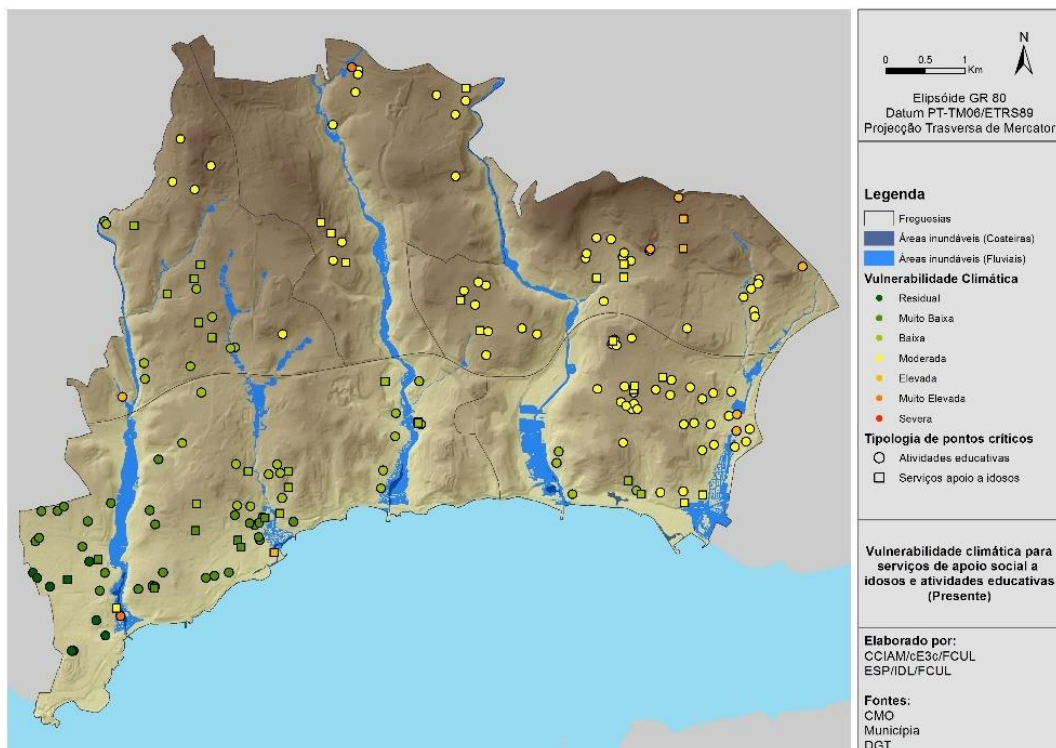 N
0 0.5 1
Km
Elipsóide GR 80
Datum PT-TM06/ETRS89
Projecção Trasversa de Mercator
Legenda
Freguesias
Áreas inundáveis (Costeiras)
Áreas inundáveis (Fluviais)
Vulnerabilidade Climática
Residual
Muito Baixa
Baixa
Moderada
Elevada
Muito Elevada
Severa
Tipologia de pontos críticos
Atividades educativas
Serviços apoio a idosos
Vulnerabilidade climática para
serviços de apoio social a
idosos e atividades educativas
(Presente)
Elaborado por:
CCIAM/cE3c/FCUL
ESP/IDL/FCUL
Fontes:
CMO
Municípia
DGT